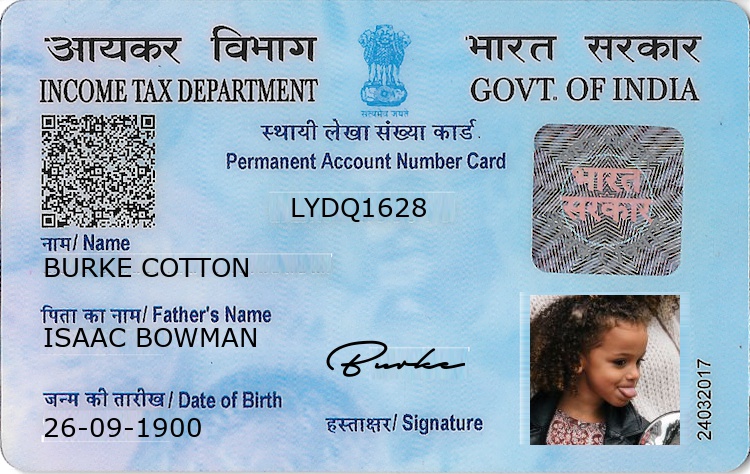 आयकर विभाग भारत सरकार
INCOME TAX DEPARTMENT GOVT. OF INDIA
सत्यमेव जयते
स्थायी लेखा संख्या कार्ड
Permanent Account Number Card
LYDQ1628
भारत
सरकार
नाम/ Name
BURKE COTTON
पिता का नाम/ Father's Name
ISAAC BOWMAN
Burke
जन्म की तारीख / Date of Birth
26-09-1900
हस्ताक्षर/ Signature
24032017